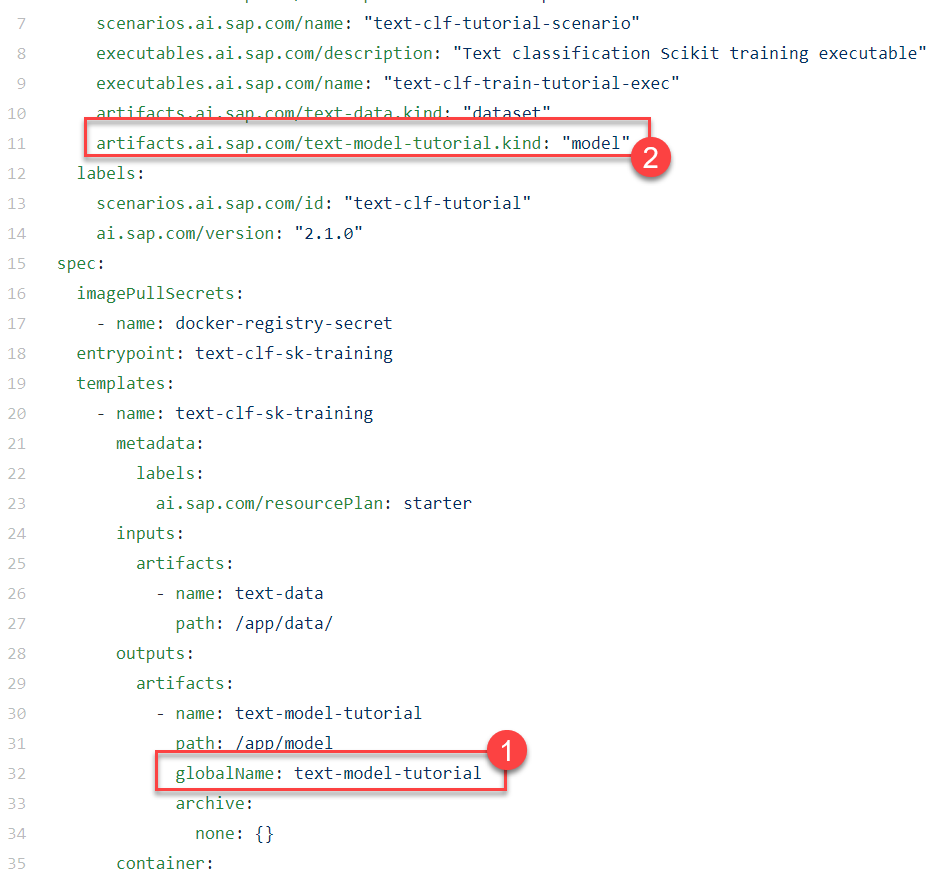 7 scenarios.ai.sap.com/name: "text-clf-tutorial-scenario"
8 executables.ai.sap.com/description: "Text classification Scikit training executable"
9 executables.ai.sap.com/name: "text-clf-train-tutorial-exec"
10 artifacts.ai.sap.com/text-data.kind: "dataset"
11 artifacts.ai.sap.com/text-model-tutorial.kind: "model"
2
12 labels:
13 scenarios.ai.sap.com/id: "text-clf-tutorial"
14 ai.sap.com/version: "2.1.0"
15 spec:
16 imagePullSecrets:
17 - name: docker-registry-secret
18 entrypoint: text-clf-sk-training
19 templates:
20 - name: text-clf-sk-training
21 metadata:
22 labels:
23 ai.sap.com/resourcePlan: starter
24 inputs:
25 artifacts:
26 - name: text-data
27 path: /app/data/
28 outputs:
29 artifacts:
30 - name: text-model-tutorial
31 path: /app/model
1
32 globalName: text-model-tutorial
33 archive:
34 none: {}
35 container: